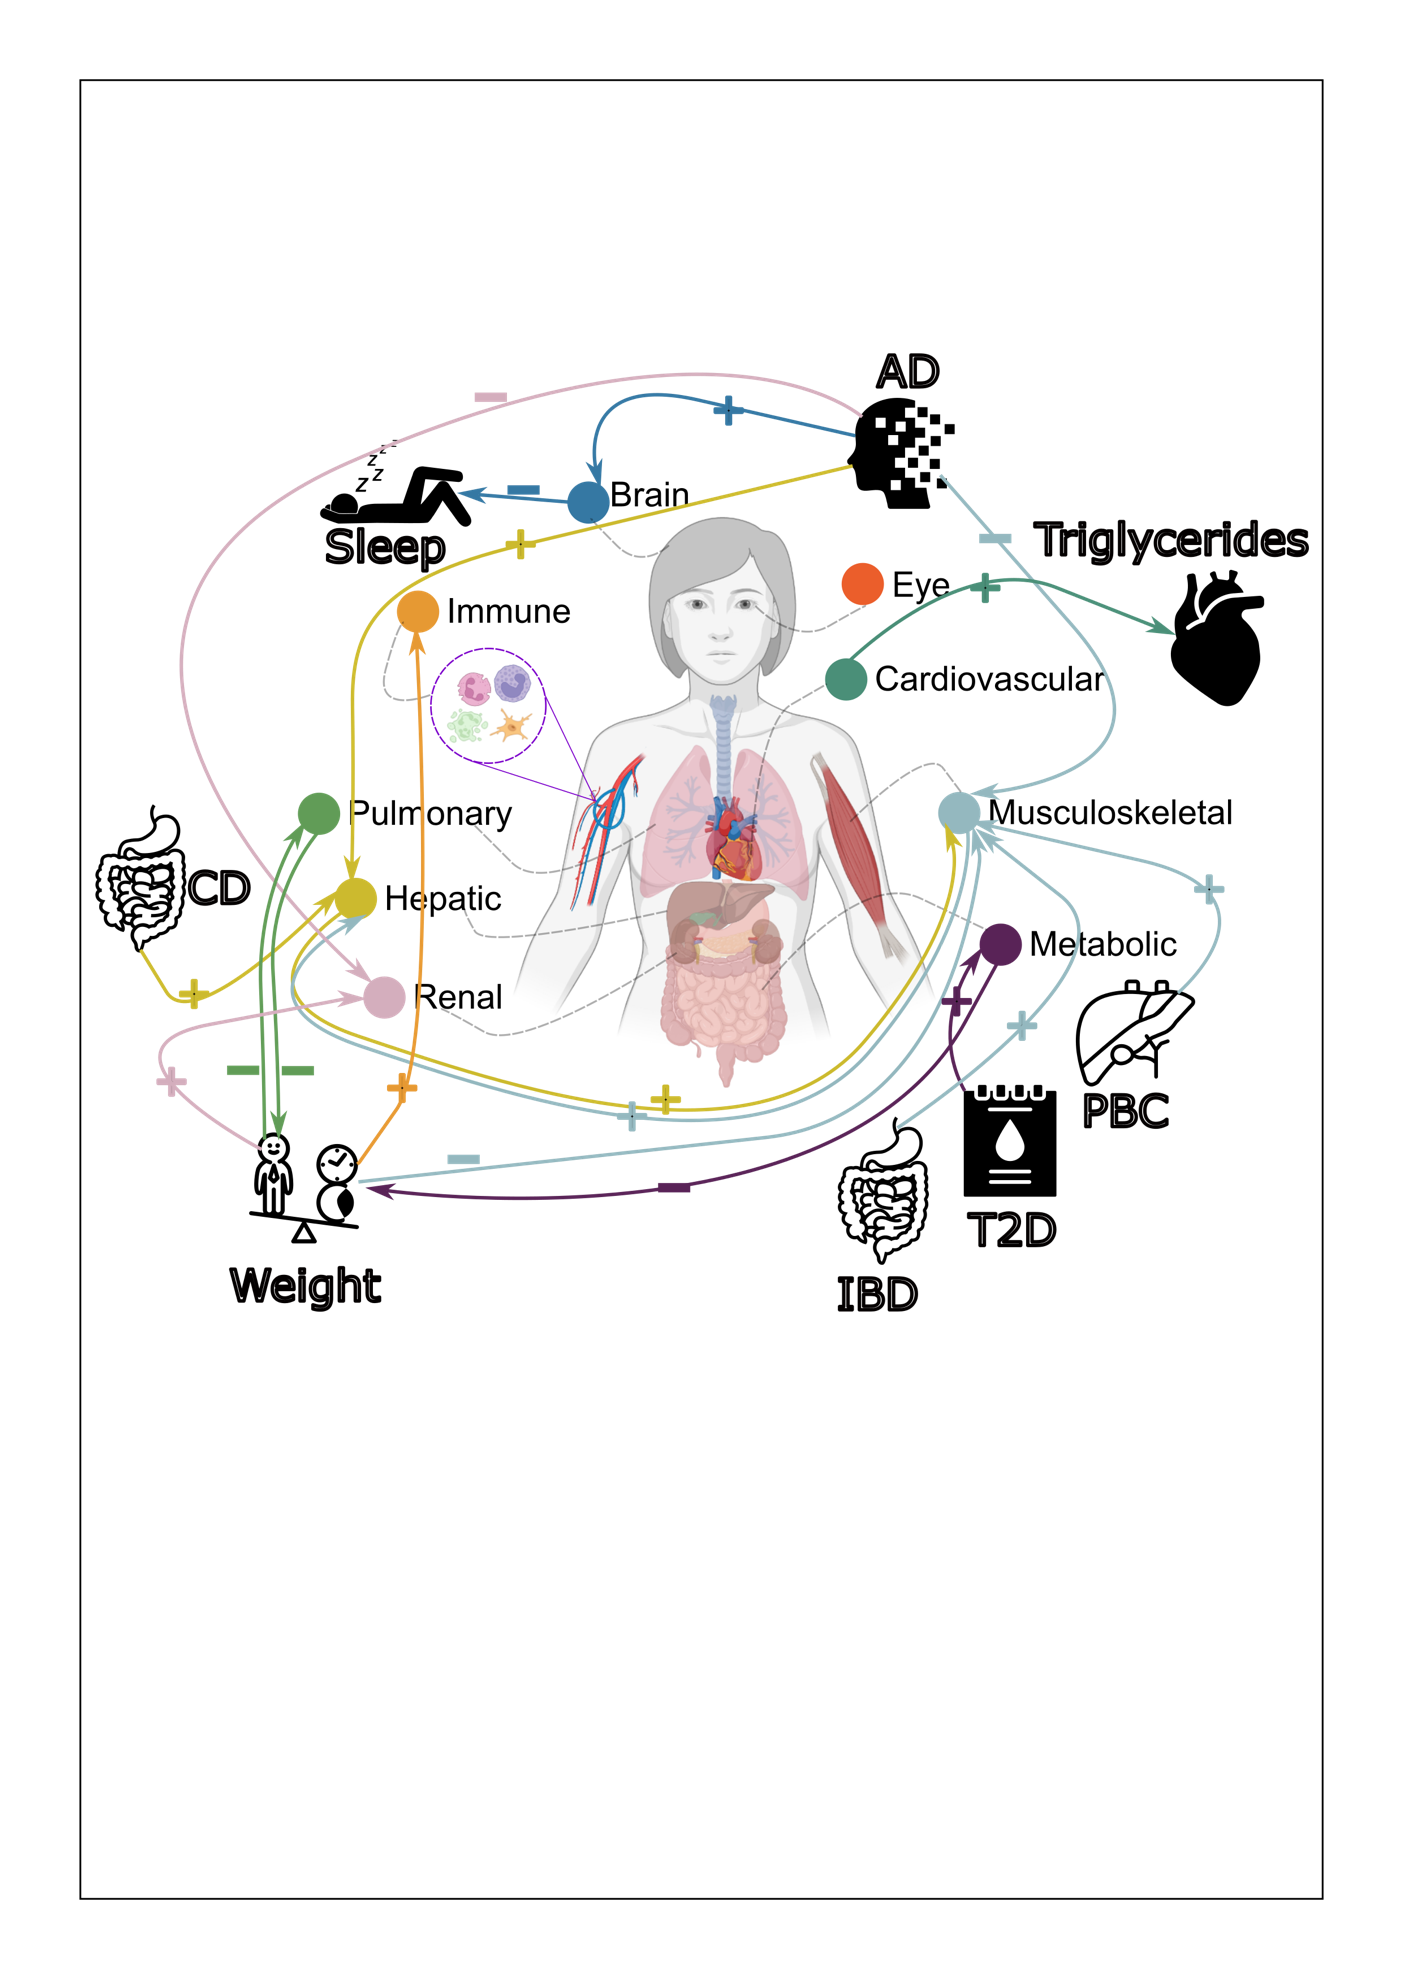 AD
z z z
z z
Sleep
Brain
Triglycerides
Eye
Immune
Cardiovascular
Pulmonary
Musculoskeletal
CD
Hepatic
Metabolic
Renal
PBC
T2D
Weight
IBD